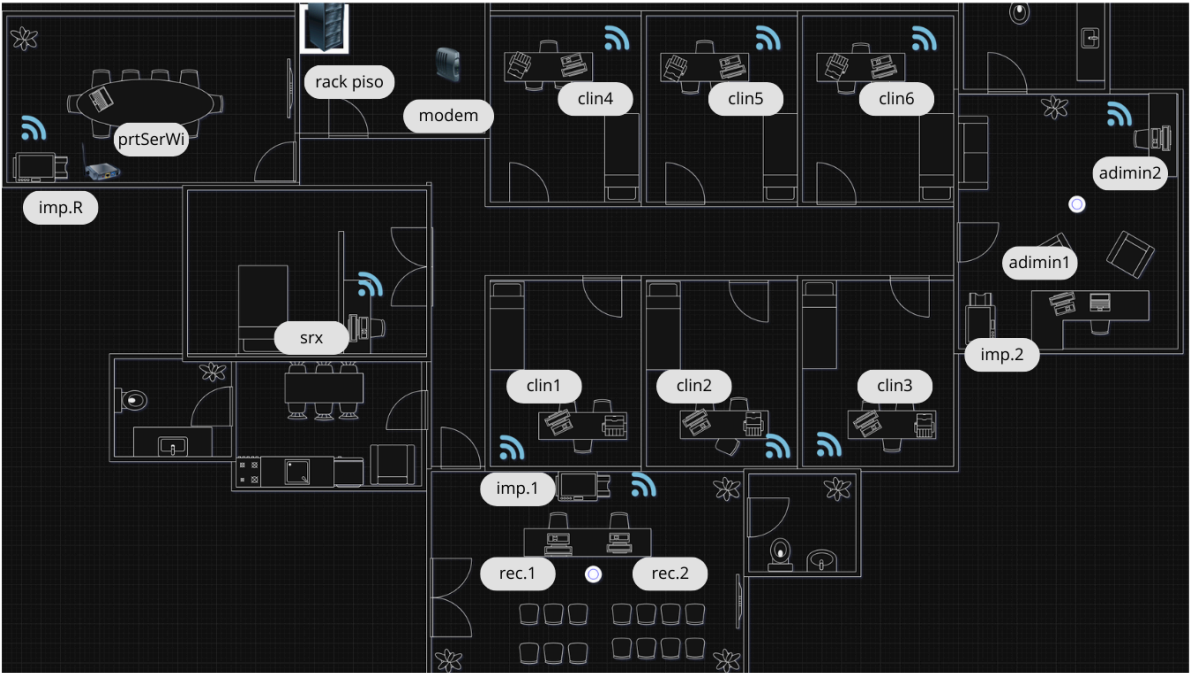 rack piso
modem
clin4
clin5
clin6
prtSerWi
adimin2
imp.R
adimin1
srx
imp.2
clin1
clin2
clin3
imp.1
rec.1
rec.2